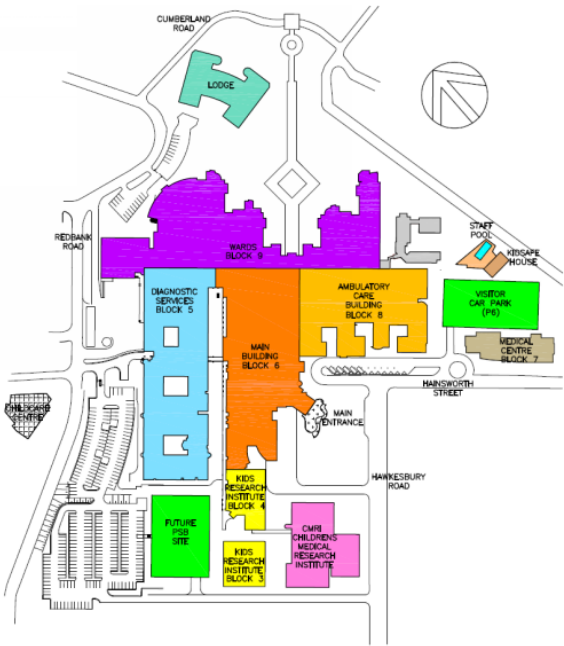 CUMBERLAND
ROAD
LODGE
REDBANK
ROAD
WARDS
BLOCK 9
STAFF
POOL
KIDSAFE
HOUSE
DIAGNOSTIC
SERVICES
BLOCK 5
AMBULATORY
CARE
BUILDING
BLOCK 8
VISITOR
CAR PARK
(P6)
MAIN
BUILDING
BLOCK 6
MEDICAL
CENTRE
BLOCK 7
HAINSWORTH
STREET
CHILDCARE
CENTRE
MAIN
ENTRANCE
HAWKESBURY
ROAD
KIDS
RESEARCH
INSTITUTE
BLOCK 4
FUTURE
PSB
SITE
CMRI
CHILDRENS
MEDICAL
RESEARCH
INSTITUTE
KIDS
RESEARCH
INSTITUTE
BLOCK 3